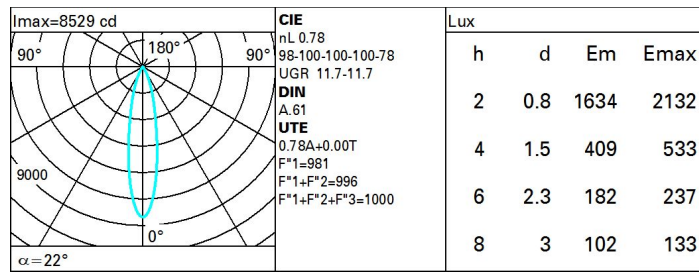 Imax=8529 cd
90°
180°
90°
9000
0°
α=22°
CIE
nL 0.78
98-100-100-100-78
UGR 11.7-11.7
DIN
A.61
UTE
0.78A+0.00T
F"1=981
F"1+F"2=996
F"1+F"2+F"3=1000
Lux
h d Em Emax
2 0.8 1634 2132
4 1.5 409 533
6 2.3 182 237
8 3 102 133